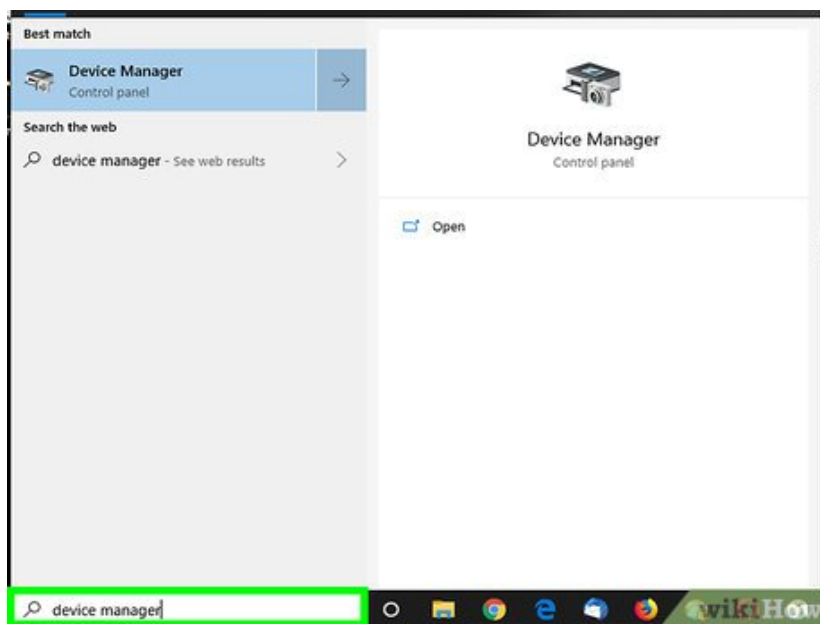 Best match
Device Manager
Control panel
Search the web
device manager - See web results
Device Manager
Control panel
Open
device manager
wikiHow